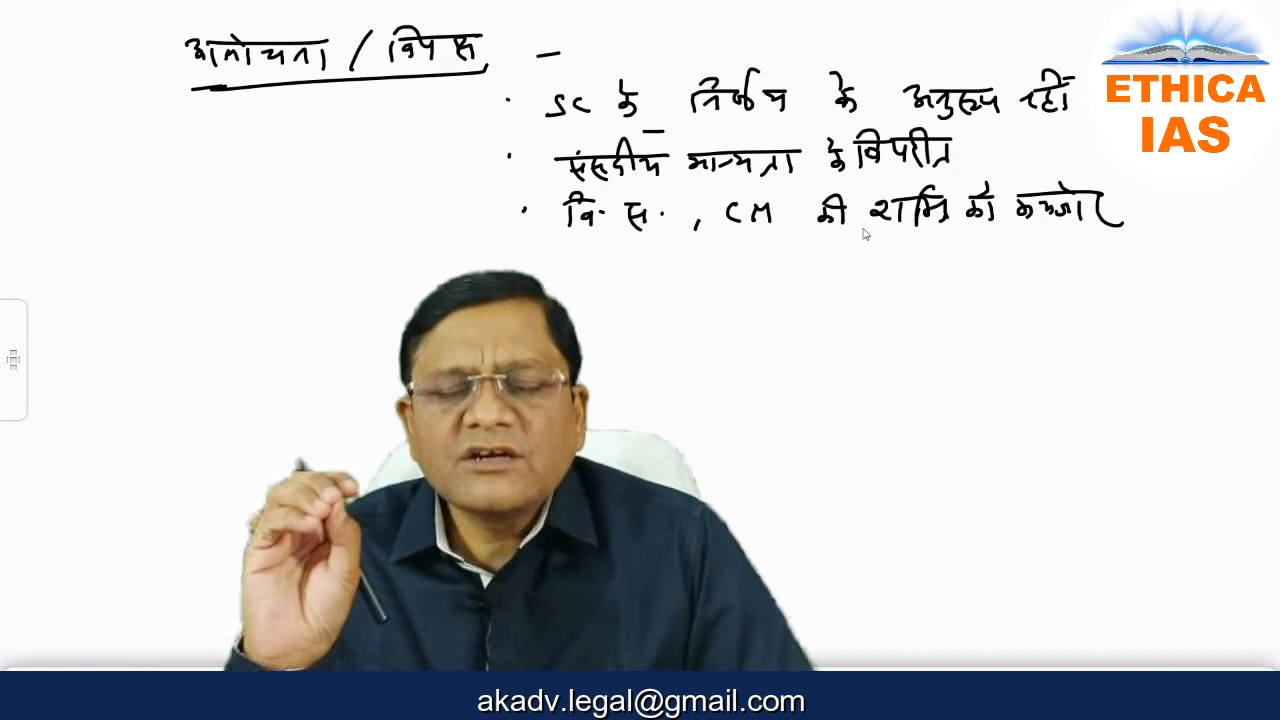 आलोचना / विपक्ष -
· SC के निर्णय के अनुरूप नहीं
· संसदीय मान्यता के विपरीत
· वि. स. , CM की शक्ति को कमजोर
ETHICA
IAS
akadv.legal@gmail.com